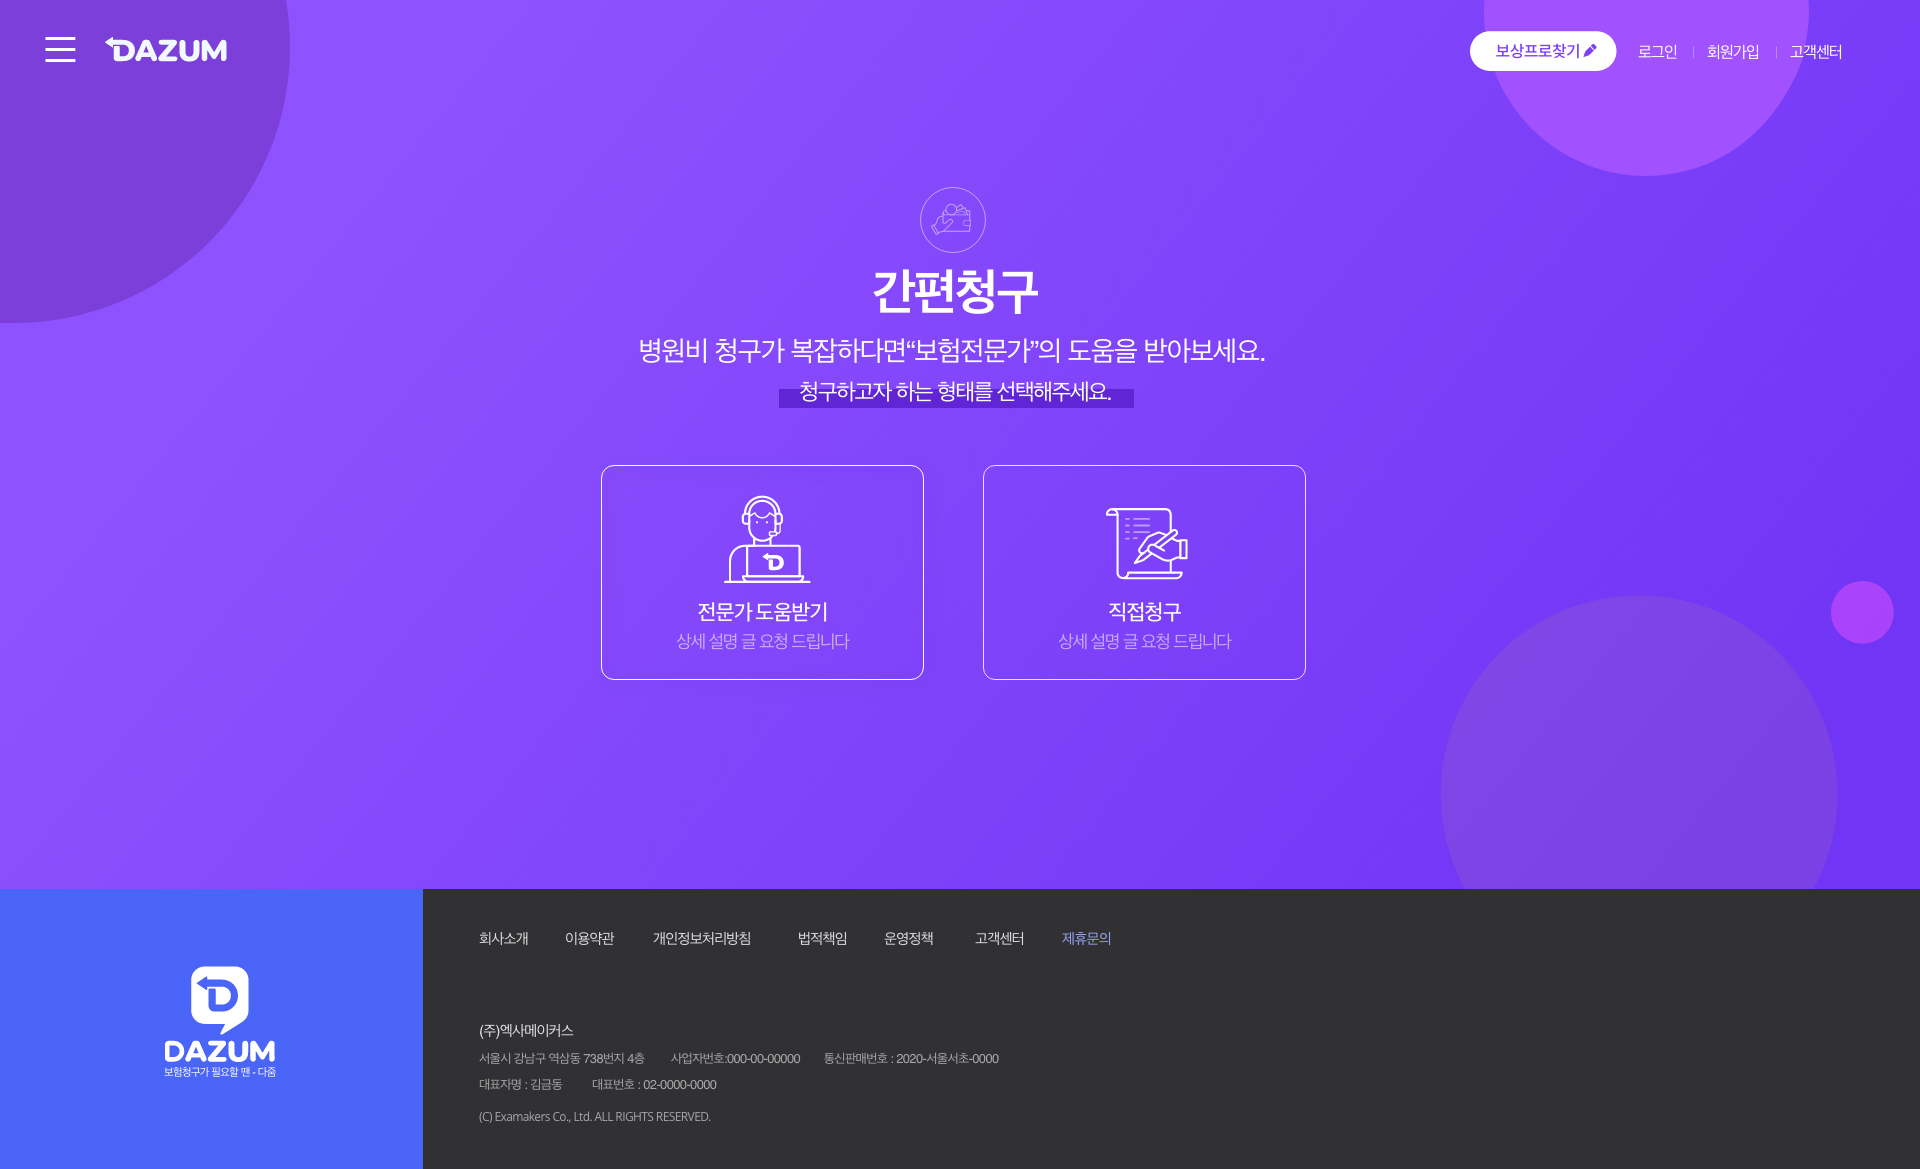 DAZUM
보상프로찾기
로그인 | 회원가입 | 고객센터
간편청구
병원비 청구가 복잡하다면“보험전문가”의 도움을 받아보세요.
청구하고자 하는 형태를 선택해주세요.
전문가 도움받기
상세 설명 글 요청 드립니다
직접청구
상세 설명 글 요청 드립니다
회사소개 이용약관 개인정보처리방침 법적책임 운영정책 고객센터 제휴문의
DAZUM
보험청구가 필요할 땐 - 다줌
(주)엑사메이커스
서울시 강남구 역삼동 738번지 4층 사업자번호:000-00-00000 통신판매번호 : 2020-서울서초-0000
대표자명 : 김금동 대표번호 : 02-0000-0000
(C) Examakers Co., Ltd. ALL RIGHTS RESERVED.